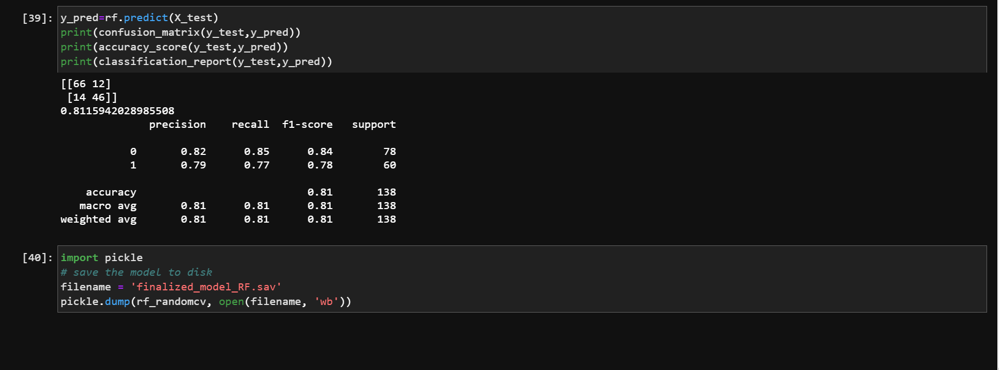 [39]: y_pred=rf.predict(X_test)
print(confusion_matrix(y_test,y_pred))
print(accuracy_score(y_test,y_pred))
print(classification_report(y_test,y_pred))
[[66 12]
 [14 46]]
0.8115942028985508
              precision    recall  f1-score   support

           0       0.82      0.85      0.84        78
           1       0.79      0.77      0.78        60

    accuracy                           0.81       138
   macro avg       0.81      0.81      0.81       138
weighted avg       0.81      0.81      0.81       138

[40]: import pickle
# save the model to disk
filename = 'finalized_model_RF.sav'
pickle.dump(rf_randomcv, open(filename, 'wb'))